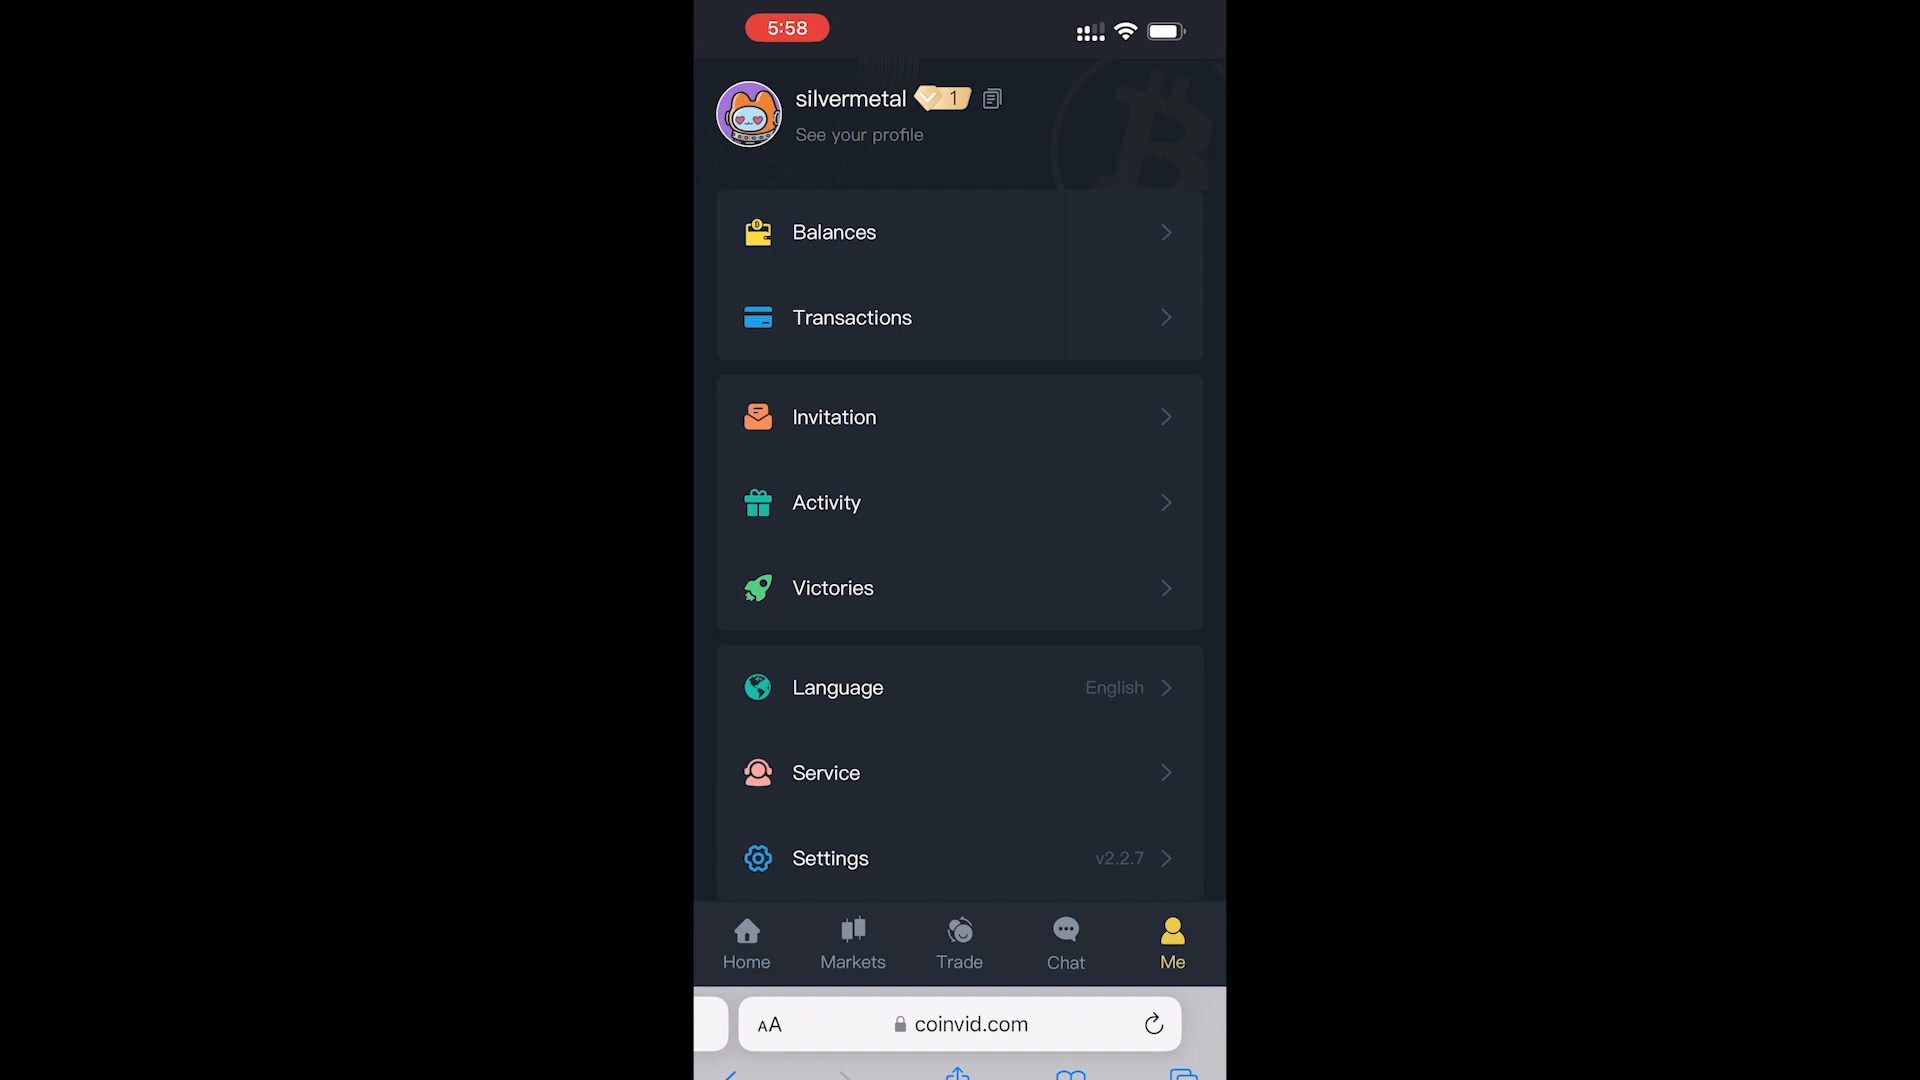 5:58
silvermetal 1
See your profile
Balances
Transactions
Invitation
Activity
Victories
Language English
Service
Settings v2.2.7
Home Markets Trade Chat Me
AA coinvid.com